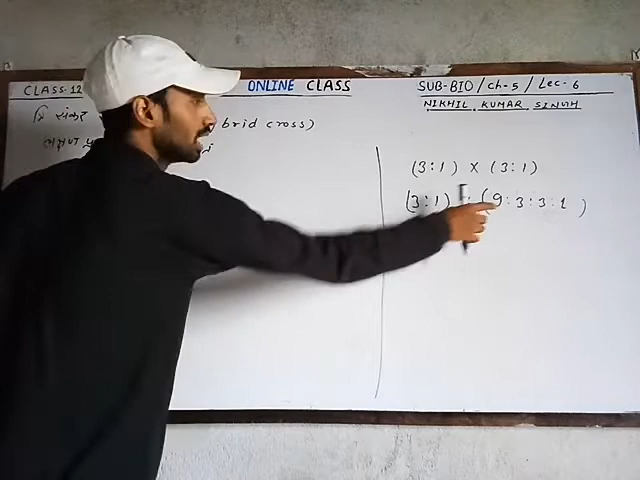 CLASS-12
ONLINE CLASS
SUB-BIO/ch-5/Lec-6
NIKHIL KUMAR SINGH
त्रि संकर
brid cross)
(3:1) X (3:1)
(3:1) (9:3:3:1)